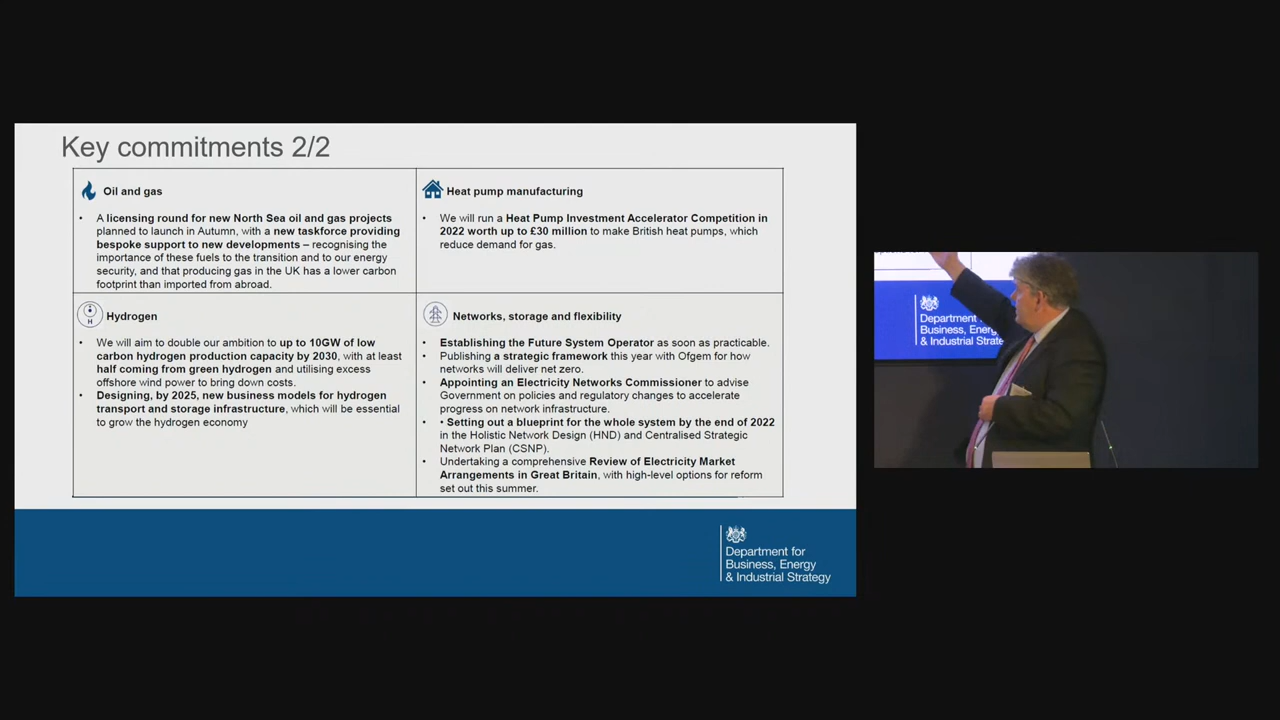 Key commitments 2/2
Oil and gas
• A licensing round for new North Sea oil and gas projects
planned to launch in Autumn, with a new taskforce providing
bespoke support to new developments – recognising the
importance of these fuels to the transition and to our energy
security, and that producing gas in the UK has a lower carbon
footprint than imported from abroad.
Heat pump manufacturing
• We will run a Heat Pump Investment Accelerator Competition in
2022 worth up to £30 million to make British heat pumps, which
reduce demand for gas.
H
Hydrogen
• We will aim to double our ambition to up to 10GW of low
carbon hydrogen production capacity by 2030, with at least
half coming from green hydrogen and utilising excess
offshore wind power to bring down costs.
• Designing, by 2025, new business models for hydrogen
transport and storage infrastructure, which will be essential
to grow the hydrogen economy
Networks, storage and flexibility
• Establishing the Future System Operator as soon as practicable.
• Publishing a strategic framework this year with Ofgem for how
networks will deliver net zero.
• Appointing an Electricity Networks Commissioner to advise
Government on policies and regulatory changes to accelerate
progress on network infrastructure.
• • Setting out a blueprint for the whole system by the end of 2022
in the Holistic Network Design (HND) and Centralised Strategic
Network Plan (CSNP).
• Undertaking a comprehensive Review of Electricity Market
Arrangements in Great Britain, with high-level options for reform
set out this summer.
Department for
Business, Energy
& Industrial Strategy
Department for
Business, Energ
& Industrial Strate